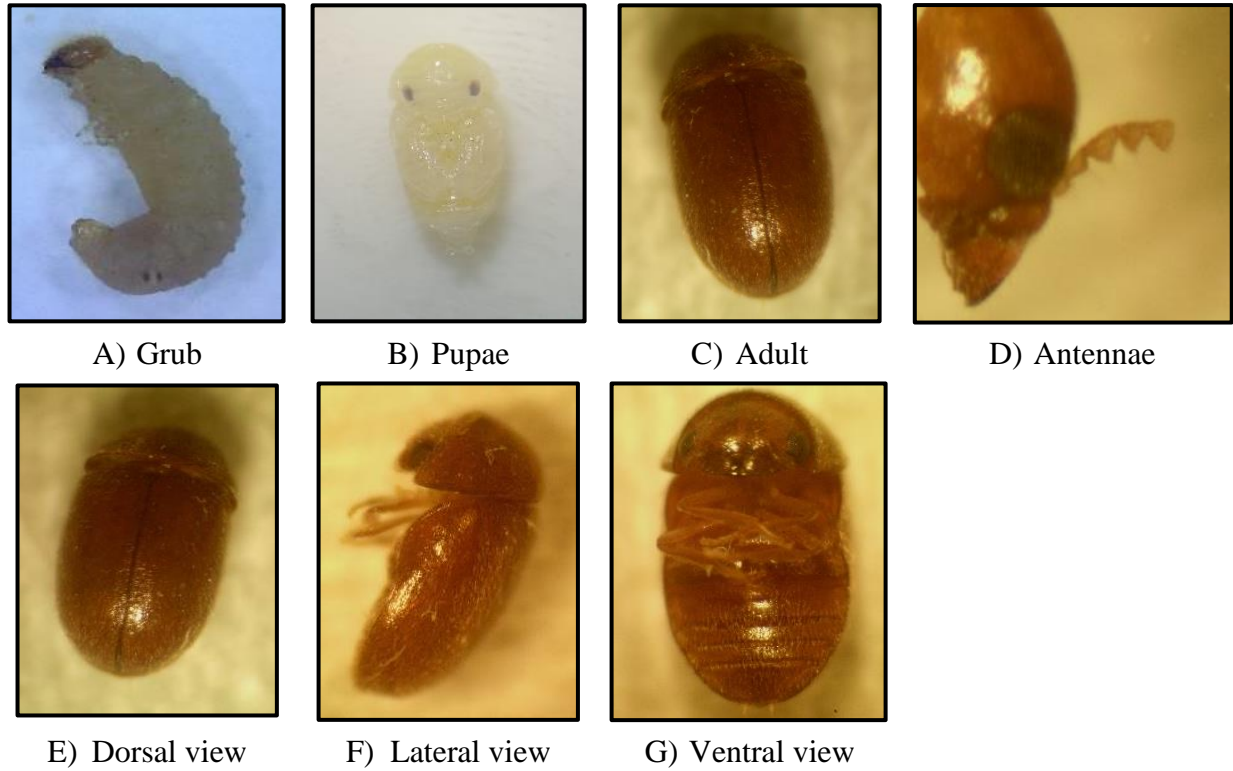 A) Grub
B) Pupae
C) Adult
D) Antennae
E) Dorsal view
F) Lateral view
G) Ventral view